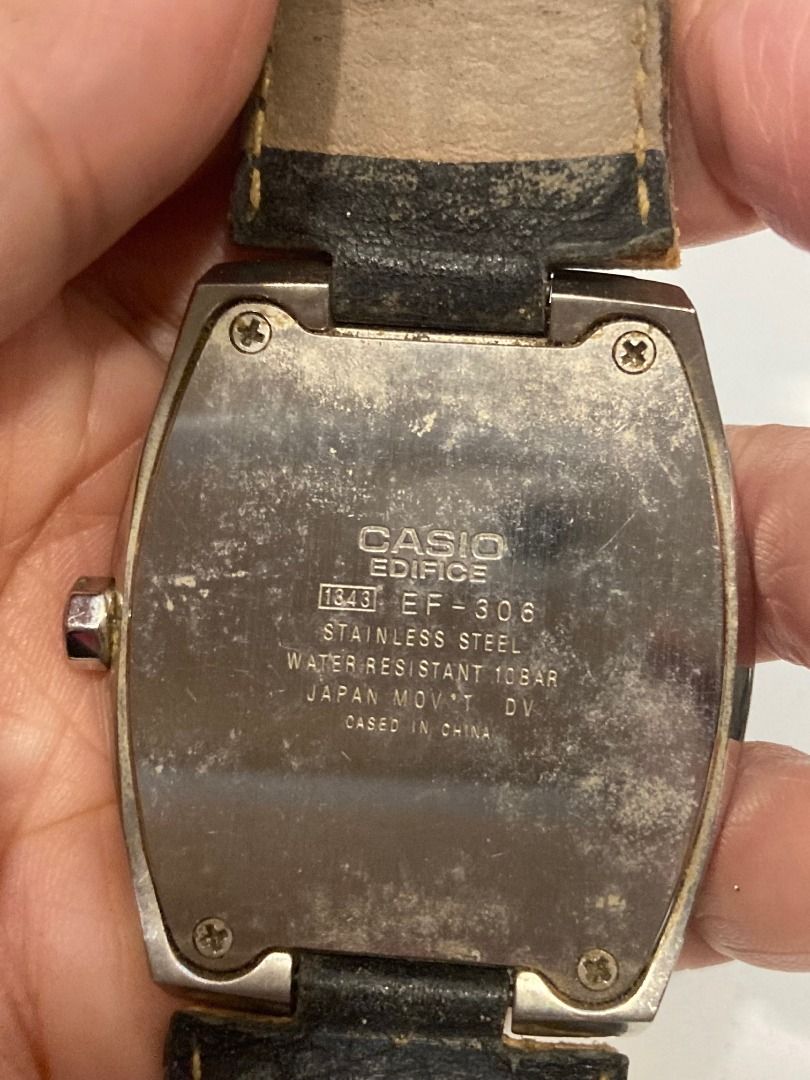 CASIO
EDIFICE
1343 EF-306
STAINLESS STEEL
WATER RESISTANT 10BAR
JAPAN MOV'T DV
CASED IN CHINA